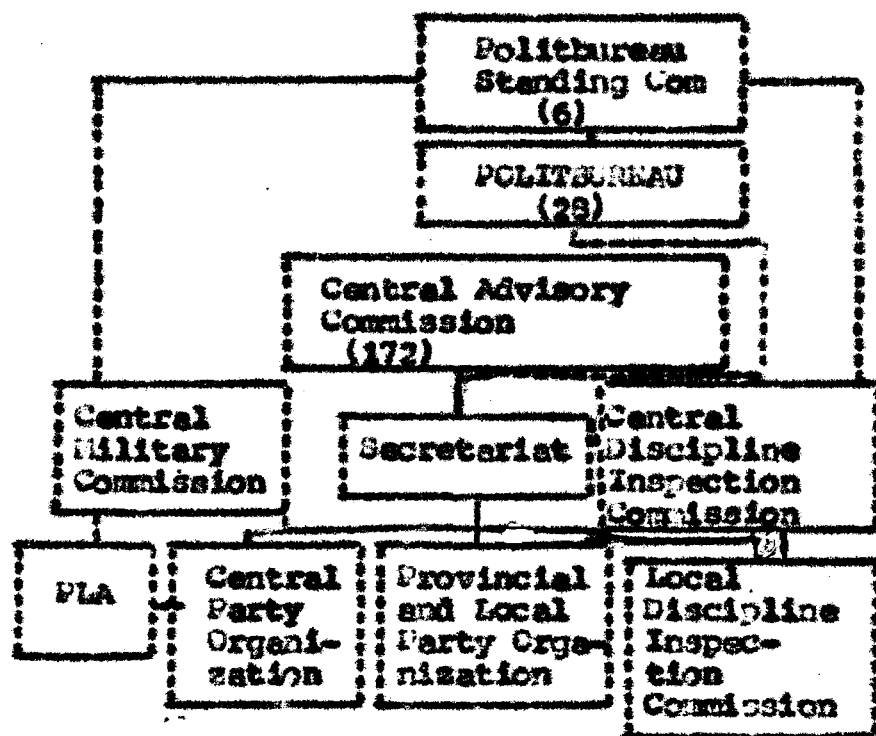 Politbureau
Standing Com
(6)
POLITBUREAU
(28)
Central Advisory
Commission
(172)
Central
Military
Commission
Secretariat
Central
Discipline
Inspection
Commission
PLA
Central
Party
Organi-
zation
Provincial
and Local
Party Orga-
nization
Local
Discipline
Inspec-
tion
Commission